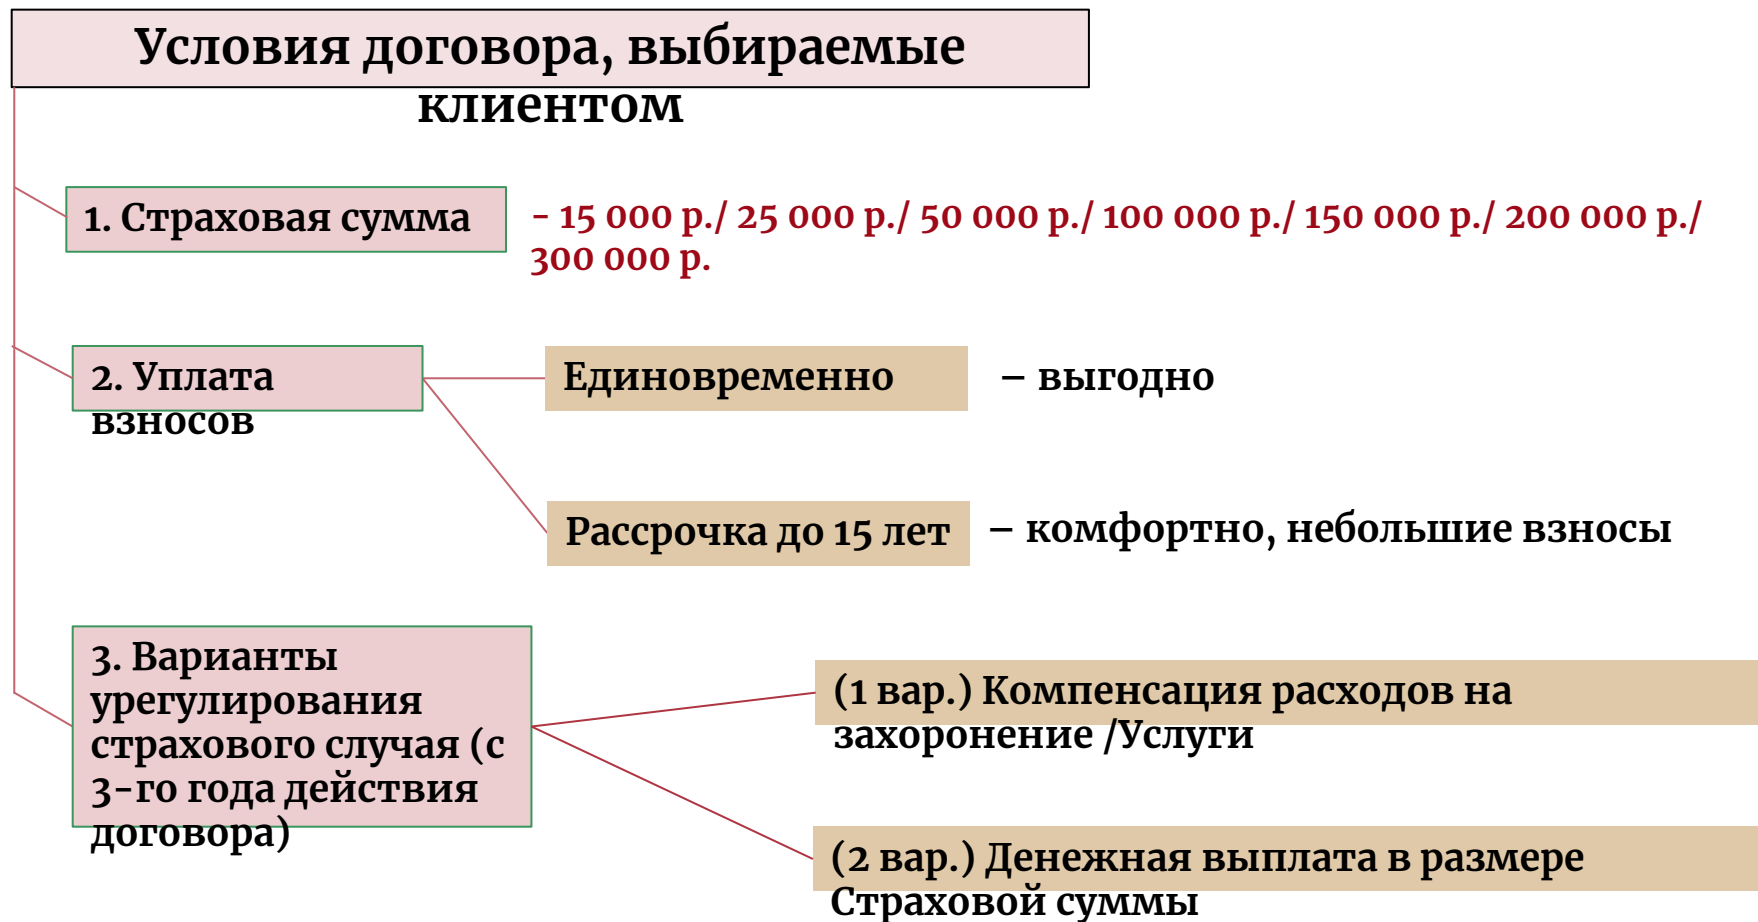 Условия договора, выбираемые
клиентом
1. Страховая сумма
- 15 000 р./ 25 000 р./ 50 000 р./ 100 000 р./ 150 000 р./ 200 000 р./
300 000 р.
2. Уплата
взносов
Единовременно
– выгодно
Рассрочка до 15 лет
– комфортно, небольшие взносы
3. Варианты
урегулирования
страхового случая (с
3-го года действия
договора)
(1 вар.) Компенсация расходов на
захоронение /Услуги
(2 вар.) Денежная выплата в размере
Страховой суммы